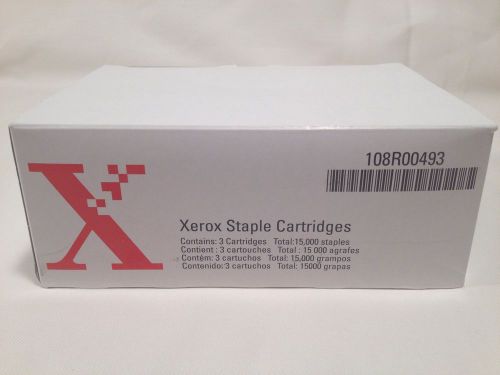 108R00493
X
Xerox Staple Cartridges
Contains: 3 Cartridges Total:15,000 staples
Contient : 3 cartouches Total : 15 000 agrafes
Contém: 3 cartuchos Total: 15,000 grampos
Contenido: 3 cartuchos Total: 15000 grapas